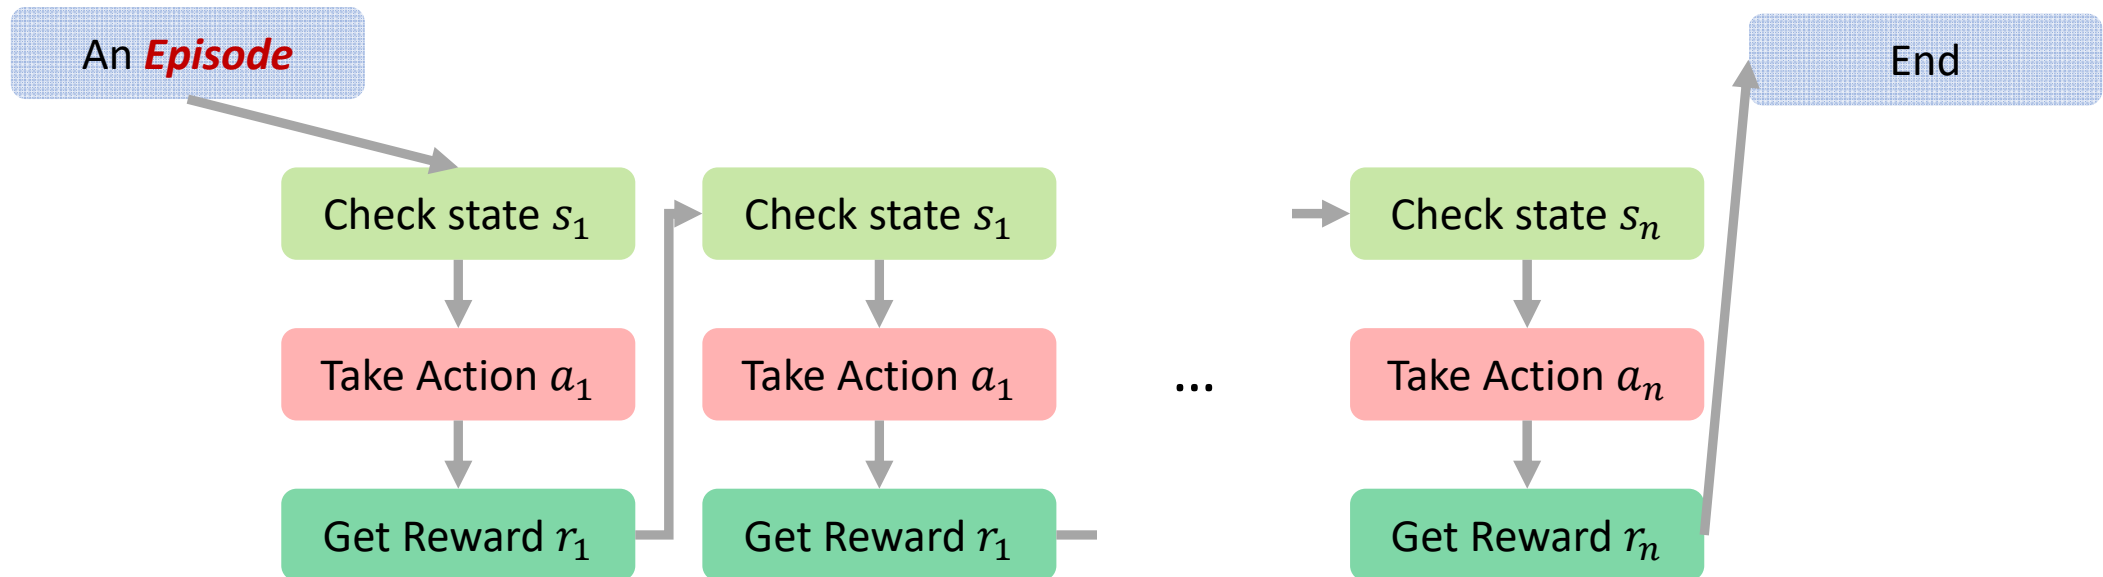 An Episode
End
Check state s₁
Check state s₁
Check state sₙ
Take Action a₁
Take Action a₁
...
Take Action aₙ
Get Reward r₁
Get Reward r₁
Get Reward rₙ